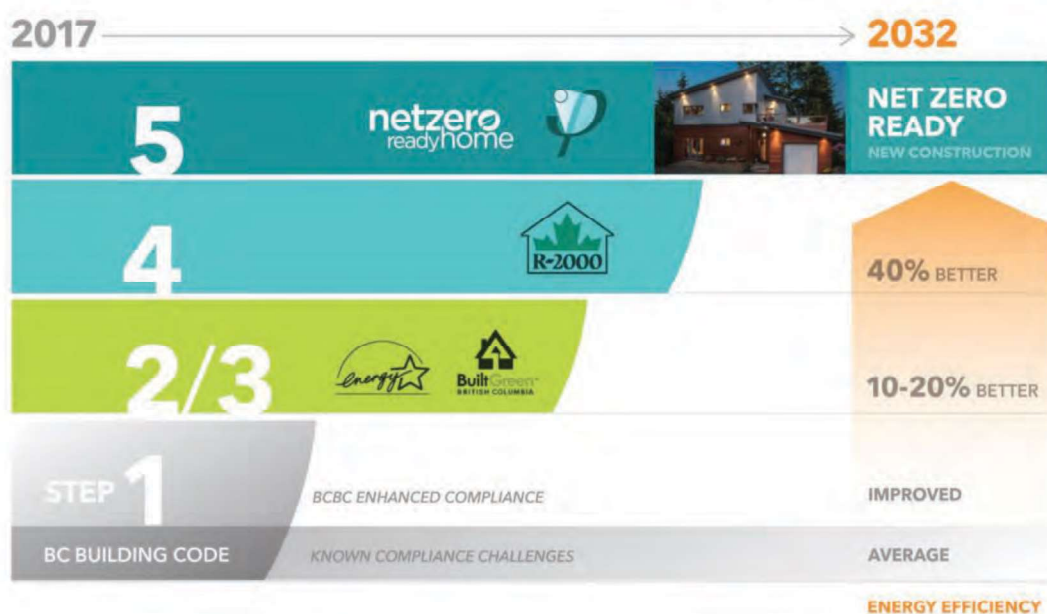 2017
2032
5
netzero
readyhome
NET ZERO
READY
NEW CONSTRUCTION
4
R-2000
40% BETTER
2/3
energy
BuiltGreen™
BRITISH COLUMBIA
10-20% BETTER
STEP 1
BCBC ENHANCED COMPLIANCE
IMPROVED
BC BUILDING CODE
KNOWN COMPLIANCE CHALLENGES
AVERAGE
ENERGY EFFICIENCY